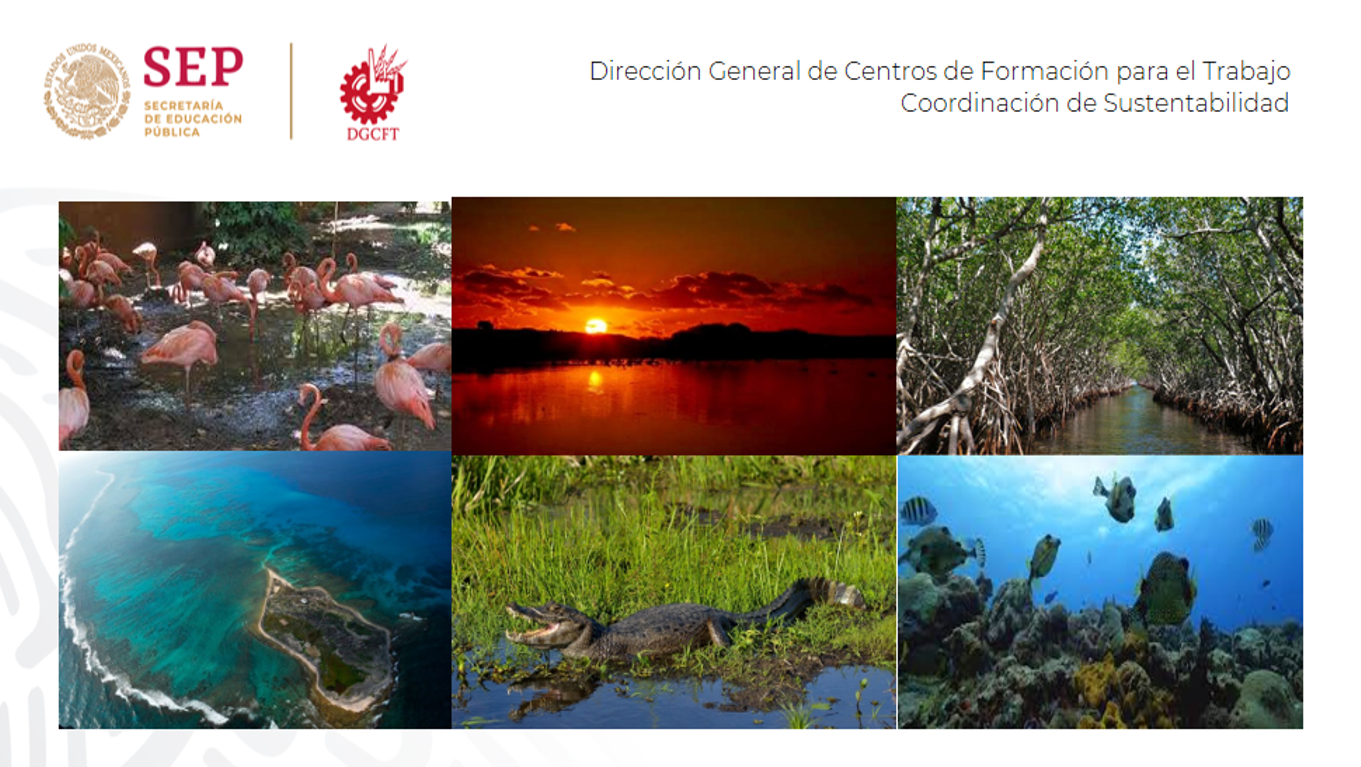 ESTADOS UNIDOS MEXICANOS
SEP
SECRETARÍA
DE EDUCACIÓN
PÚBLICA
DGCFT
Dirección General de Centros de Formación para el Trabajo
Coordinación de Sustentabilidad